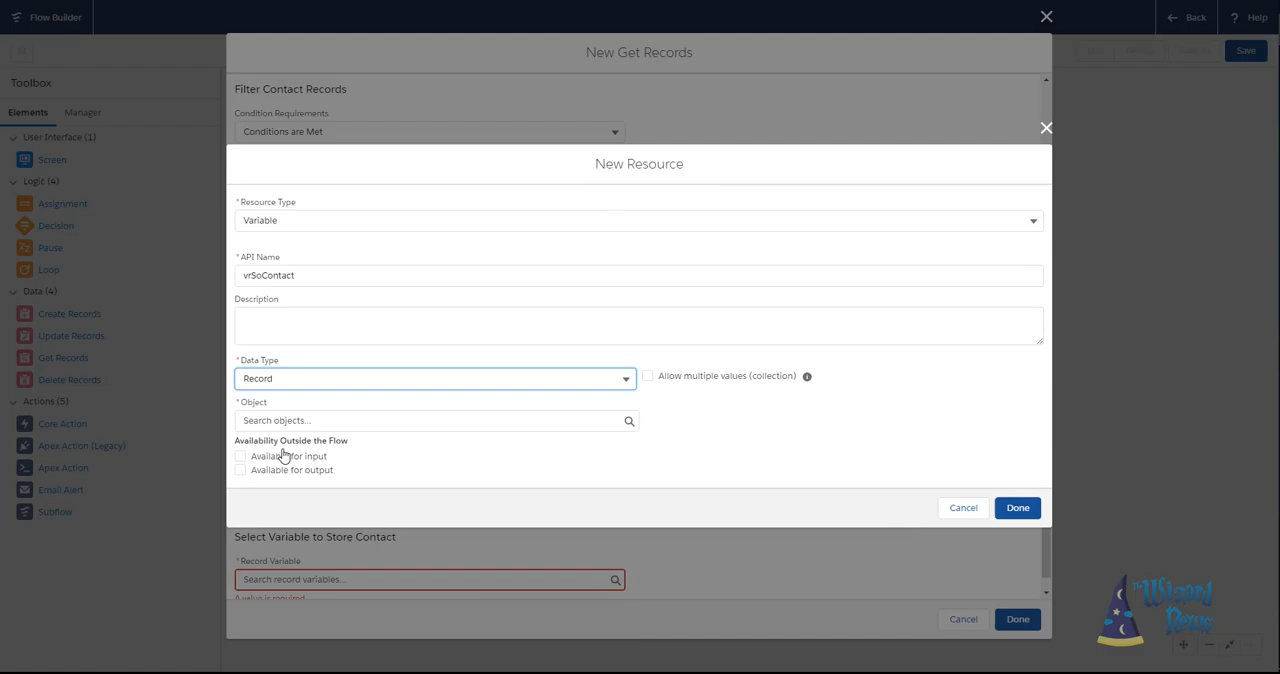 Flow Builder
Back
? Help
New Get Records
Save
Toolbox
Filter Contact Records
Elements
Manager
Condition Requirements
Conditions are Met
User Interface (1)
Screen
New Resource
Logic (4)
Assignment
*Resource Type
Variable
Decision
Pause
*API Name
Loop
vrSoContact
Data (4)
Description
Create Records
Update Records
Get Records
*Data Type
Delete Records
Record
Allow multiple values (collection)
Actions (5)
*Object
Core Action
Search objects...
Apex Action (Legacy)
Availability Outside the Flow
Available for input
Apex Action
Available for output
Email Alert
Subflow
Cancel
Done
Select Variable to Store Contact
*Record Variable
Search record variables...
A value is required
The Wizard
News
Cancel
Done